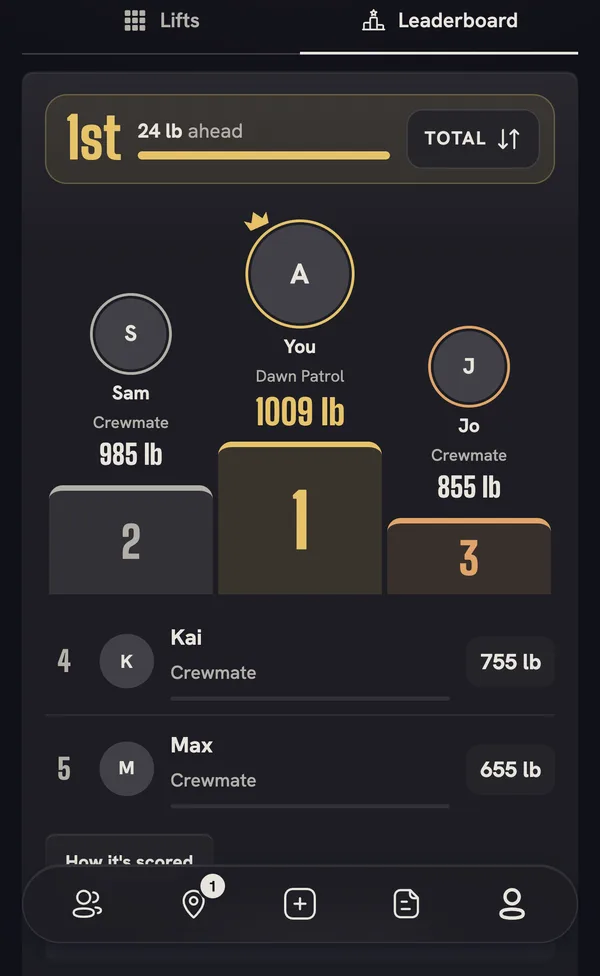 Lifts
Leaderboard
1st
24 lb ahead
TOTAL
A
You
Dawn Patrol
1009 lb
S
Sam
Crewmate
985 lb
J
Jo
Crewmate
855 lb
2
1
3
4
K
Kai
Crewmate
755 lb
5
M
Max
Crewmate
655 lb
How it's scored
1